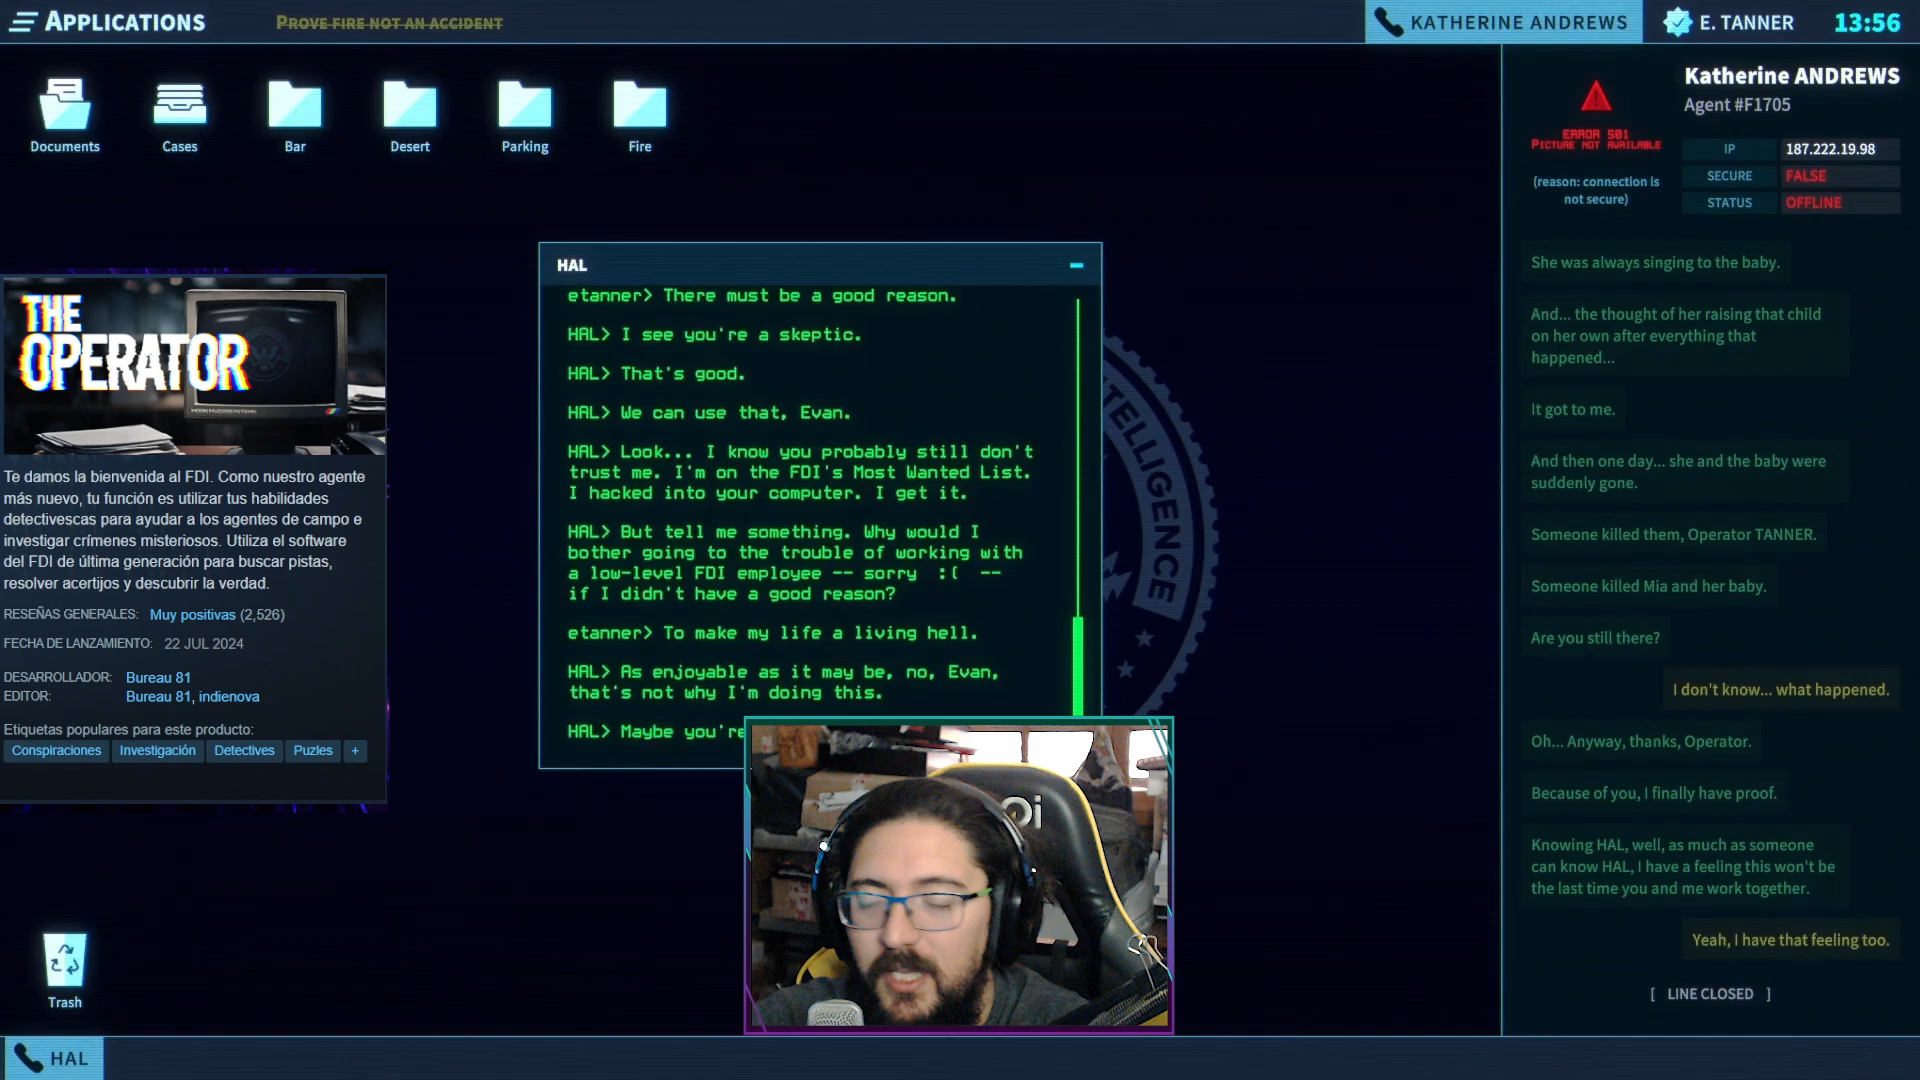 APPLICATIONS
PROVE FIRE NOT AN ACCIDENT
KATHERINE ANDREWS
E. TANNER
13:56
Documents
Cases
Bar
Desert
Parking
Fire
THE
OPERATOR
MOON MICROSYSTEMS
Te damos la bienvenida al FDI. Como nuestro agente
más nuevo, tu función es utilizar tus habilidades
detectivescas para ayudar a los agentes de campo e
investigar crímenes misteriosos. Utiliza el software
del FDI de última generación para buscar pistas,
resolver acertijos y descubrir la verdad.
RESEÑAS GENERALES: Muy positivas (2,526)
FECHA DE LANZAMIENTO: 22 JUL 2024
DESARROLLADOR: Bureau 81
EDITOR: Bureau 81, indienova
Etiquetas populares para este producto:
Conspiraciones Investigación Detectives Puzles +
HAL
etanner> There must be a good reason.
HAL> I see you're a skeptic.
HAL> That's good.
HAL> We can use that, Evan.
HAL> Look... I know you probably still don't
trust me. I'm on the FDI's Most Wanted List.
I hacked into your computer. I get it.
HAL> But tell me something. Why would I
bother going to the trouble of working with
a low-level FDI employee -- sorry :( --
if I didn't have a good reason?
etanner> To make my life a living hell.
HAL> As enjoyable as it may be, no, Evan,
that's not why I'm doing this.
HAL> Maybe you're
TELLIGENCE
Katherine ANDREWS
Agent #F1705
ERROR 501
PICTURE NOT AVAILABLE
(reason: connection is
not secure)
IP 187.222.19.98
SECURE FALSE
STATUS OFFLINE
She was always singing to the baby.
And... the thought of her raising that child
on her own after everything that
happened...
It got to me.
And then one day... she and the baby were
suddenly gone.
Someone killed them, Operator TANNER.
Someone killed Mia and her baby.
Are you still there?
I don't know... what happened.
Oh... Anyway, thanks, Operator.
Because of you, I finally have proof.
Knowing HAL, well, as much as someone
can know HAL, I have a feeling this won't be
the last time you and me work together.
Yeah, I have that feeling too.
[ LINE CLOSED ]
Trash
HAL